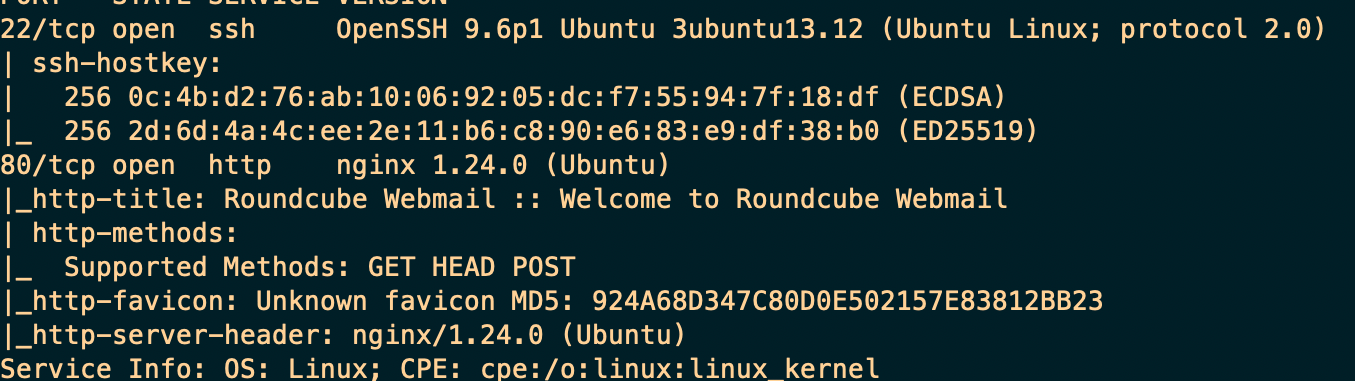 PORT   STATE SERVICE VERSION
22/tcp open  ssh     OpenSSH 9.6p1 Ubuntu 3ubuntu13.12 (Ubuntu Linux; protocol 2.0)
| ssh-hostkey:
|   256 0c:4b:d2:76:ab:10:06:92:05:dc:f7:55:94:7f:18:df (ECDSA)
|_  256 2d:6d:4a:4c:ee:2e:11:b6:c8:90:e6:83:e9:df:38:b0 (ED25519)
80/tcp open  http    nginx 1.24.0 (Ubuntu)
|_http-title: Roundcube Webmail :: Welcome to Roundcube Webmail
| http-methods:
|_  Supported Methods: GET HEAD POST
|_http-favicon: Unknown favicon MD5: 924A68D347C80D0E502157E83812BB23
|_http-server-header: nginx/1.24.0 (Ubuntu)
Service Info: OS: Linux; CPE: cpe:/o:linux:linux_kernel